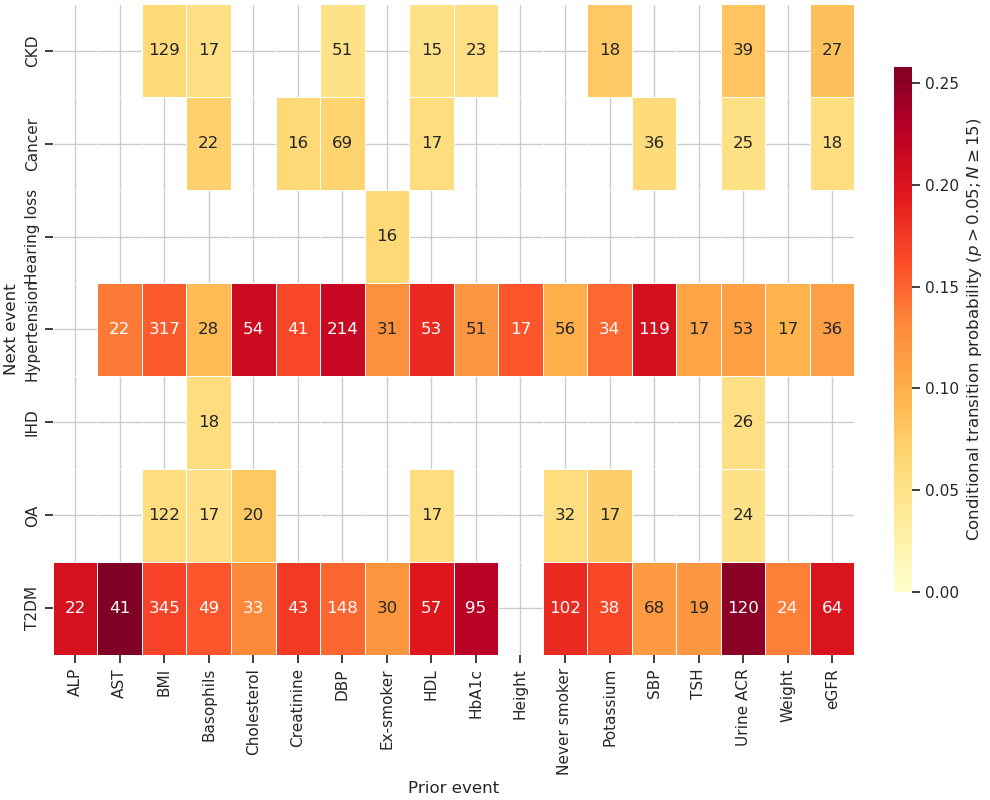 CKD 129 17 51 15 23 18 39 27
Cancer 22 16 69 17 36 25 18
Hearing loss 16
Hypertension 22 317 28 54 41 214 31 53 51 17 56 34 119 17 53 17 36
IHD 18 26
OA 122 17 20 17 32 17 24
T2DM 22 41 345 49 33 43 148 30 57 95 102 38 68 19 120 24 64
Next event
ALP AST BMI Basophils Cholesterol Creatinine DBP Ex-smoker HDL HbA1c Height Never smoker Potassium SBP TSH Urine ACR Weight eGFR
Prior event
0.25
0.20
0.15
0.10
0.05
0.00
Conditional transition probability (p > 0.05; N ≥ 15)